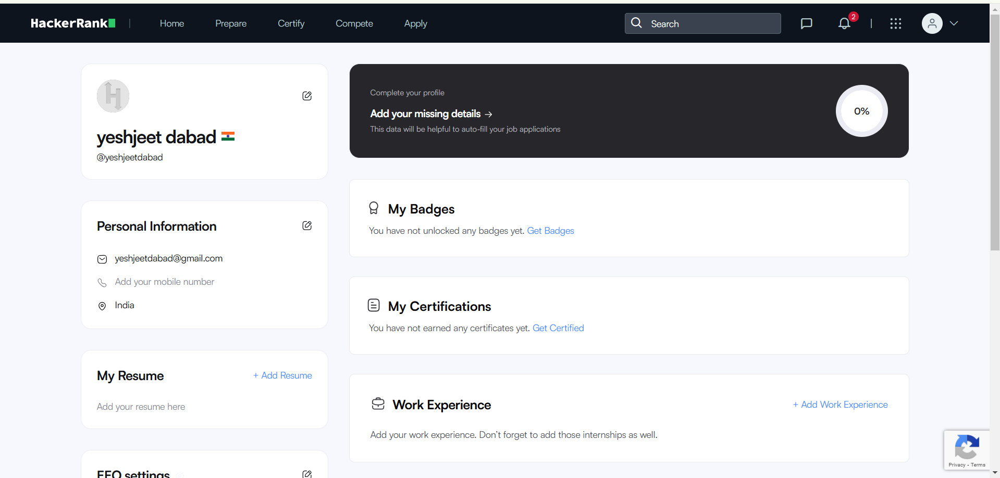 HackerRank
Home
Prepare
Certify
Compete
Apply
Search
2
yeshjeet dabad
@yeshjeetdabad
Personal Information
yeshjeetdabad@gmail.com
Add your mobile number
India
My Resume
+ Add Resume
Add your resume here
EEO settings
Complete your profile
Add your missing details →
This data will be helpful to auto-fill your job applications
0%
My Badges
You have not unlocked any badges yet. Get Badges
My Certifications
You have not earned any certificates yet. Get Certified
Work Experience
+ Add Work Experience
Add your work experience. Don't forget to add those internships as well.
Privacy - Terms